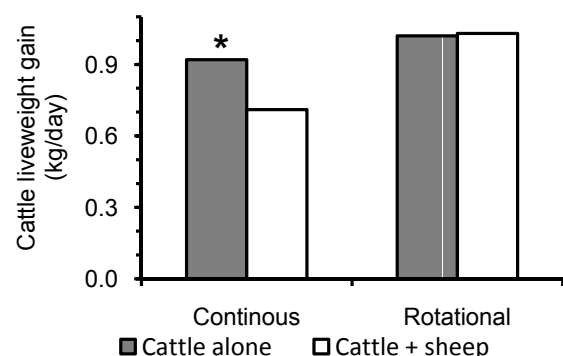 Cattle liveweight gain
(kg/day)
0.9
0.6
0.3
0.0
*
Continous
Rotational
Cattle alone
Cattle + sheep